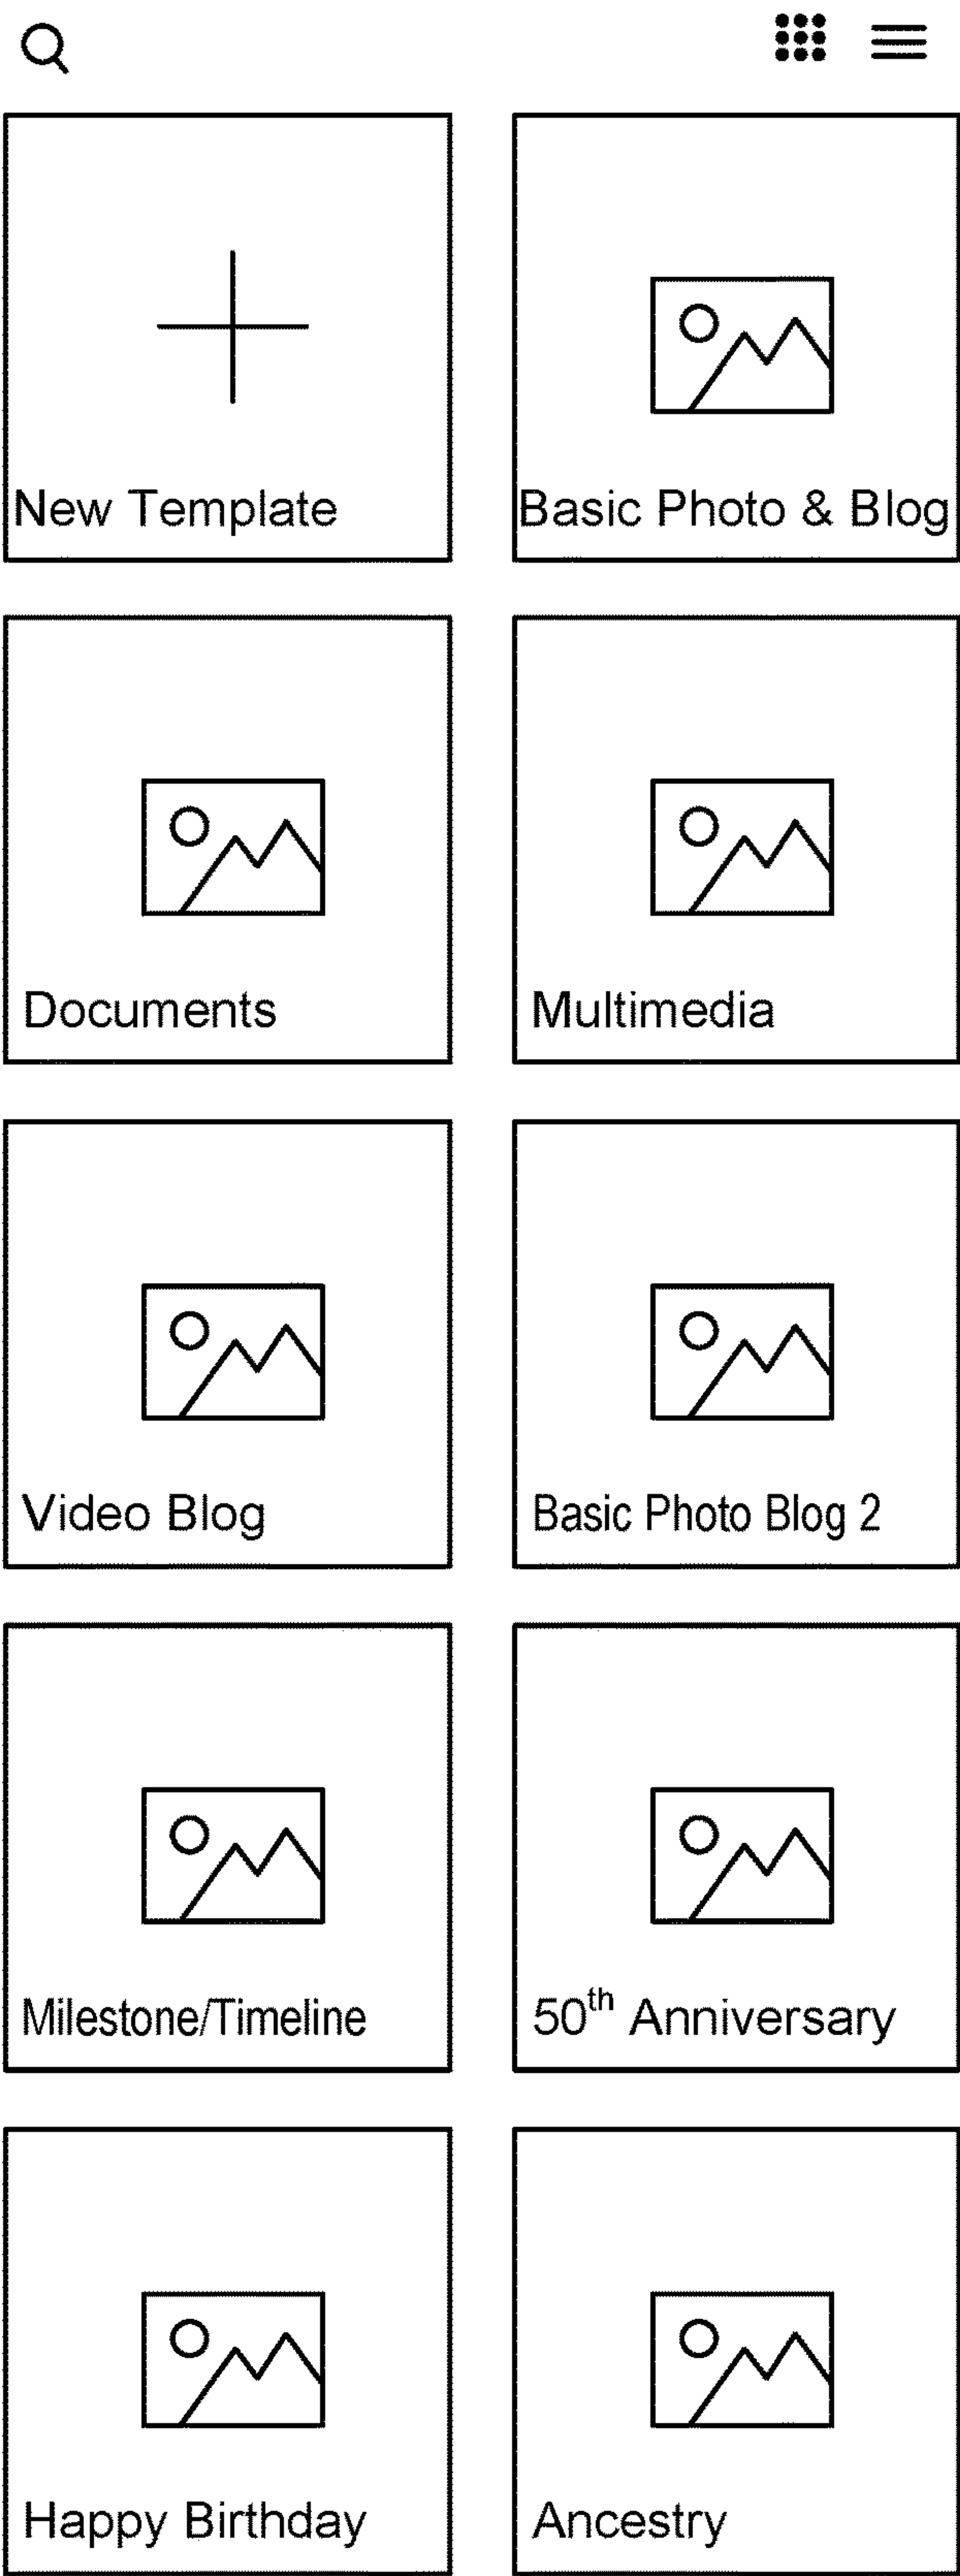 New Template
Basic Photo & Blog
Documents
Multimedia
Video Blog
Basic Photo Blog 2
Milestone/Timeline
50th Anniversary
Happy Birthday
Ancestry